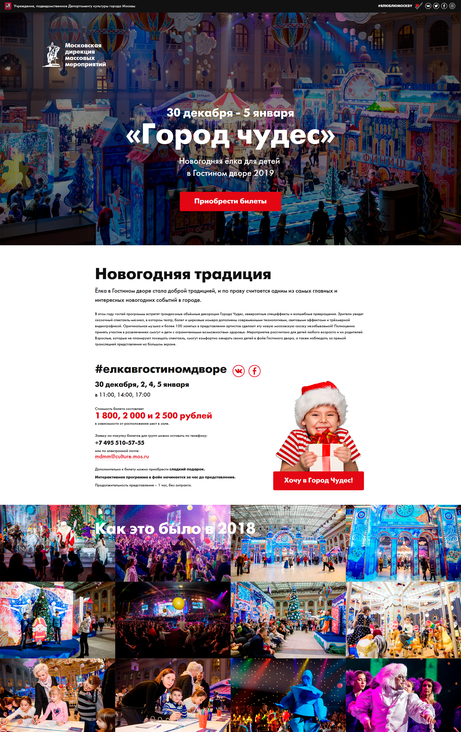 Учреждение, подведомственное Департаменту культуры города Москвы
#ВЛЮБЛЮМОСКВУ
Московская
дирекция
массовых
мероприятий
30 декабря - 5 января
«Город чудес»
Новогодняя ёлка для детей
в Гостином дворе 2019
Приобрести билеты
Новогодняя традиция
Ёлка в Гостином дворе стала доброй традицией, и по праву считается одним из самых главных и
интересных новогодних событий в городе.
#елкавгостиномдворе
30 декабря, 2, 4, 5 января
в 11:00, 14:00, 17:00
Стоимость билета составляет
1 800, 2 000 и 2 500 рублей
в зависимости от расположения мест в зале.
Заявку на покупку билетов для групп можно оставить по телефону:
+7 495 510-57-55
или по электронной почте:
mdmm@culture.mos.ru
Дополнительно к билету можно приобрести сладкий подарок.
Интерактивная программа в фойе начинается за час до представления.
Продолжительность представления – 1 час, без антракта.
Хочу в Город Чудес!
Как это было в 2018